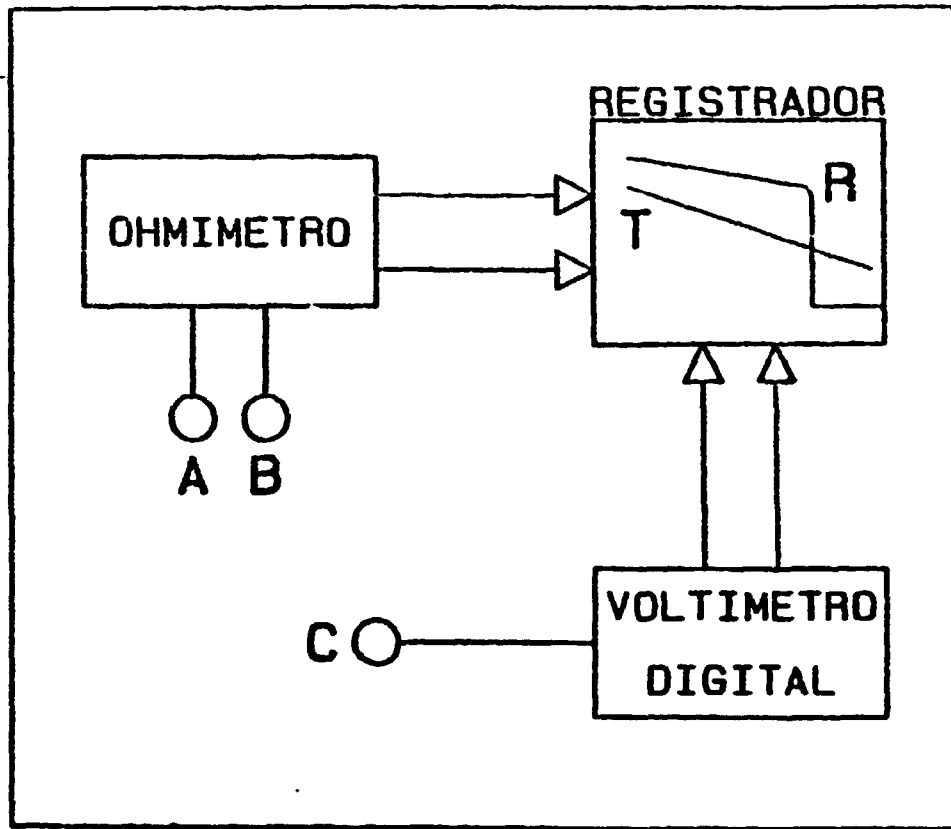 REGISTRADOR
R
T
OHMIMETRO
A B
C
VOLTIMETRO
DIGITAL